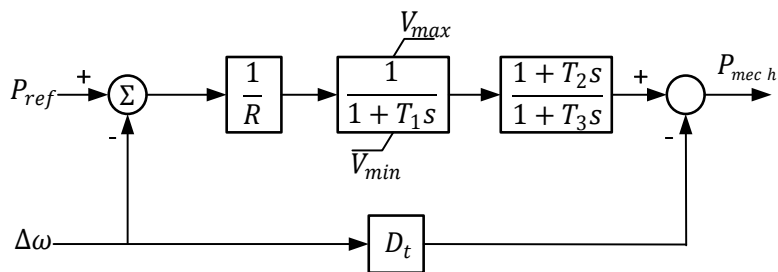 V_max
P_ref
+
Σ
-
1
R
1
1 + T_1 s
V_min
1 + T_2 s
1 + T_3 s
+
-
P_mec h
Δω
D_t